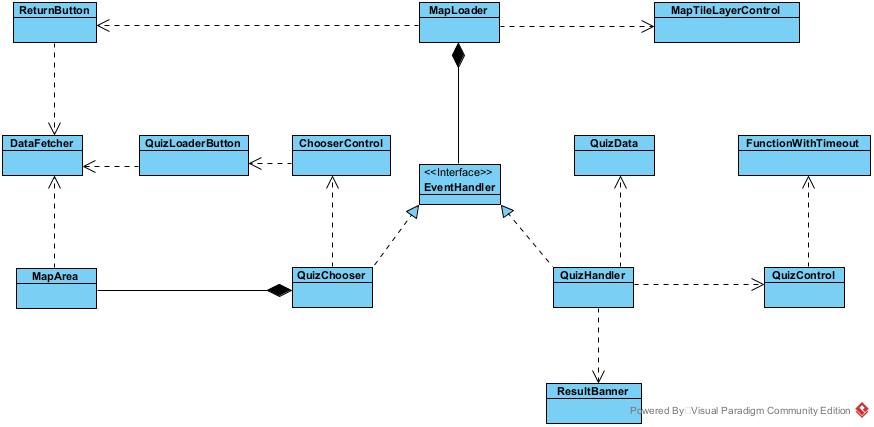 ReturnButton
MapLoader
MapTileLayerControl
DataFetcher
QuizLoaderButton
ChooserControl
QuizData
FunctionWithTimeout
<<Interface>>
EventHandler
MapArea
QuizChooser
QuizHandler
QuizControl
ResultBanner
Powered By Visual Paradigm Community Edition